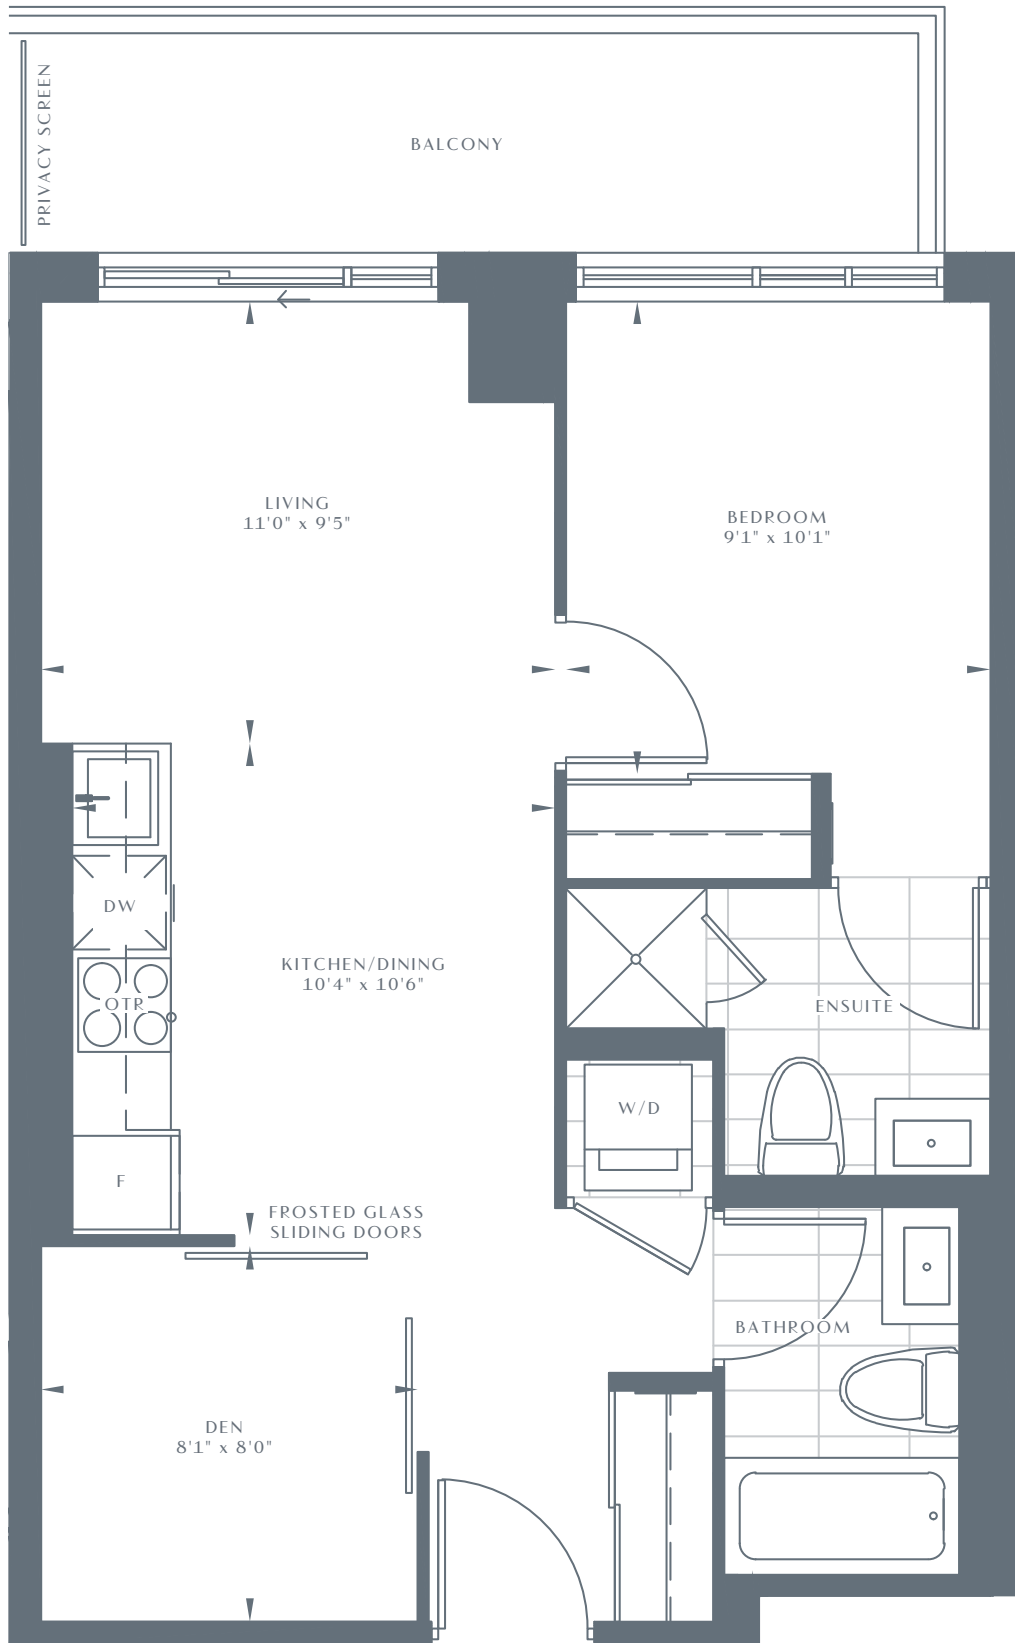 PRIVACY SCREEN
BALCONY
LIVING
11'0" x 9'5"
BEDROOM
9'1" x 10'1"
DW
KITCHEN/DINING
10'4" x 10'6"
OTR
ENSUITE
W/D
F
FROSTED GLASS
SLIDING DOORS
BATHROOM
DEN
8'1" x 8'0"